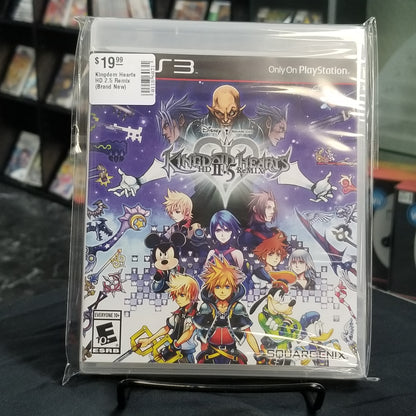 $19.99
Kingdom Hearts
HD 2.5 Remix
(Brand New)
PS3
Only On PlayStation.
Disney
KINGDOM HEARTS
HD II.5 ReMIX
EVERYONE 10+
E
ESRB
SQUARE ENIX